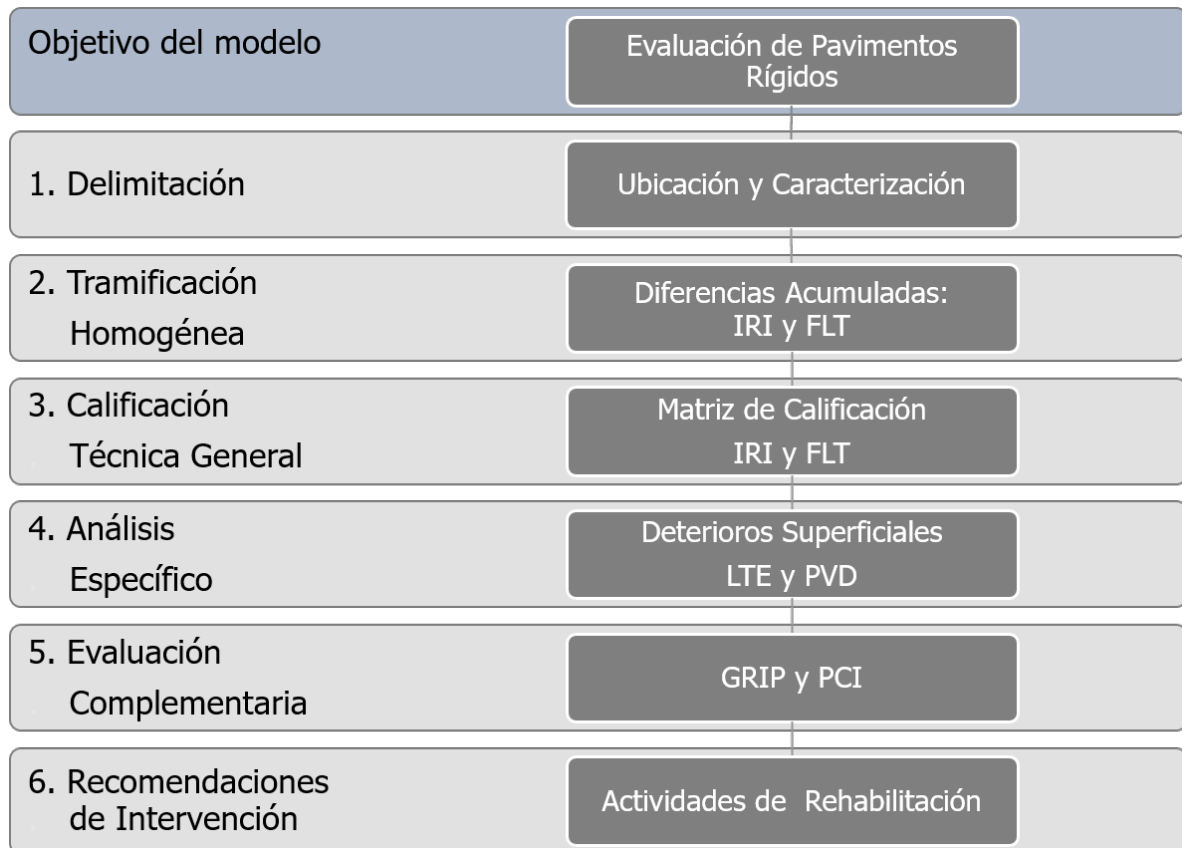 Objetivo del modelo
Evaluación de Pavimentos
Rígidos
1. Delimitación
Ubicación y Caracterización
2. Tramificación
Homogénea
Diferencias Acumuladas:
IRI y FLT
3. Calificación
Técnica General
Matriz de Calificación
IRI y FLT
4. Análisis
Específico
Deterioros Superficiales
LTE y PVD
5. Evaluación
Complementaria
GRIP y PCI
6. Recomendaciones
de Intervención
Actividades de Rehabilitación